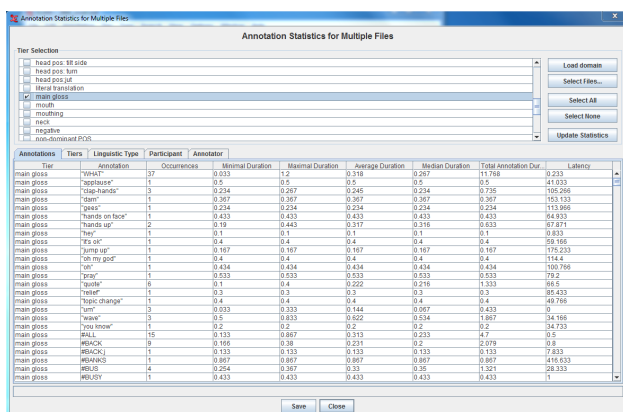 Annotation Statistics for Multiple Files
Annotation Statistics for Multiple Files
Tier Selection
head pos: tilt side
head pos: turn
head pos:jut
literal translation
main gloss
mouth
mouthing
neck
negative
non-dominant POS
Load domain
Select Files...
Select All
Select None
Update Statistics
Annotations Tiers Linguistic Type Participant Annotator
Tier Annotation Occurrences Minimal Duration Maximal Duration Average Duration Median Duration Total Annotation Dur... Latency
main gloss "WHAT" 37 0.033 1.2 0.318 0.267 11.768 0.233
main gloss "applause" 1 0.5 0.5 0.5 0.5 0.5 41.033
main gloss "clap-hands" 3 0.234 0.267 0.245 0.234 0.735 105.266
main gloss "darn" 1 0.367 0.367 0.367 0.367 0.367 153.133
main gloss "gees" 1 0.234 0.234 0.234 0.234 0.234 113.966
main gloss "hands on face" 1 0.433 0.433 0.433 0.433 0.433 64.933
main gloss "hands up" 2 0.19 0.443 0.317 0.316 0.633 67.871
main gloss "hey" 1 0.1 0.1 0.1 0.1 0.1 0.833
main gloss "it's ok" 1 0.4 0.4 0.4 0.4 0.4 59.166
main gloss "jump up" 1 0.167 0.167 0.167 0.167 0.167 175.233
main gloss "oh my god" 1 0.4 0.4 0.4 0.4 0.4 114.4
main gloss "oh" 1 0.434 0.434 0.434 0.434 0.434 100.766
main gloss "pray" 1 0.533 0.533 0.533 0.533 0.533 79.2
main gloss "quote" 6 0.1 0.4 0.222 0.216 1.333 66.5
main gloss "relief" 1 0.3 0.3 0.3 0.3 0.3 85.433
main gloss "topic change" 1 0.4 0.4 0.4 0.4 0.4 49.766
main gloss "um" 3 0.033 0.333 0.144 0.067 0.433 0
main gloss "wave" 3 0.5 0.833 0.622 0.534 1.867 34.166
main gloss "you know" 1 0.2 0.2 0.2 0.2 0.2 34.733
main gloss #ALL 15 0.133 0.867 0.313 0.233 4.7 0.5
main gloss #BACK 9 0.166 0.38 0.231 0.2 2.079 0.8
main gloss #BACK;j 1 0.133 0.133 0.133 0.133 0.133 7.833
main gloss #BANKS 1 0.867 0.867 0.867 0.867 0.867 416.533
main gloss #BUS 4 0.254 0.367 0.33 0.35 1.321 28.333
main gloss #BUSY 1 0.433 0.433 0.433 0.433 0.433 1
Save Close